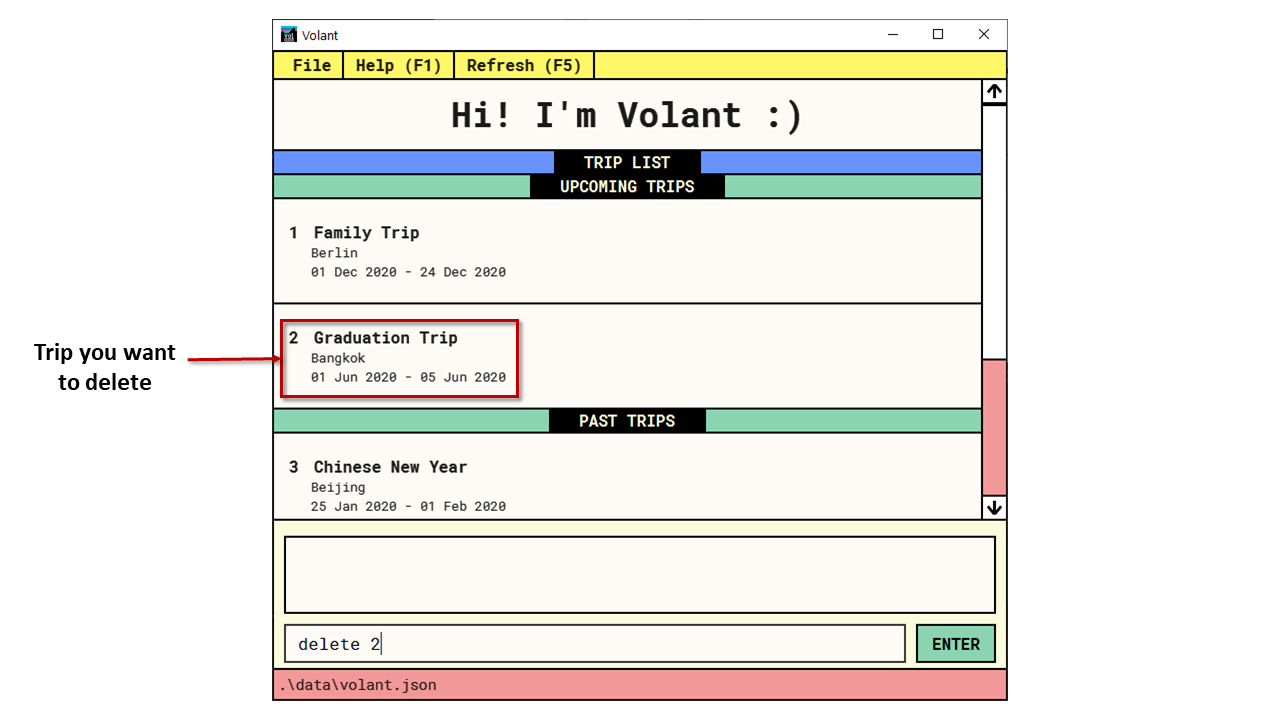 Volant
File
Help (F1)
Refresh (F5)
Hi! I'm Volant :)
TRIP LIST
UPCOMING TRIPS
1 Family Trip
Berlin
01 Dec 2020 - 24 Dec 2020
Trip you want
to delete
2 Graduation Trip
Bangkok
01 Jun 2020 - 05 Jun 2020
PAST TRIPS
3 Chinese New Year
Beijing
25 Jan 2020 - 01 Feb 2020
delete 2
ENTER
.\data\volant.json